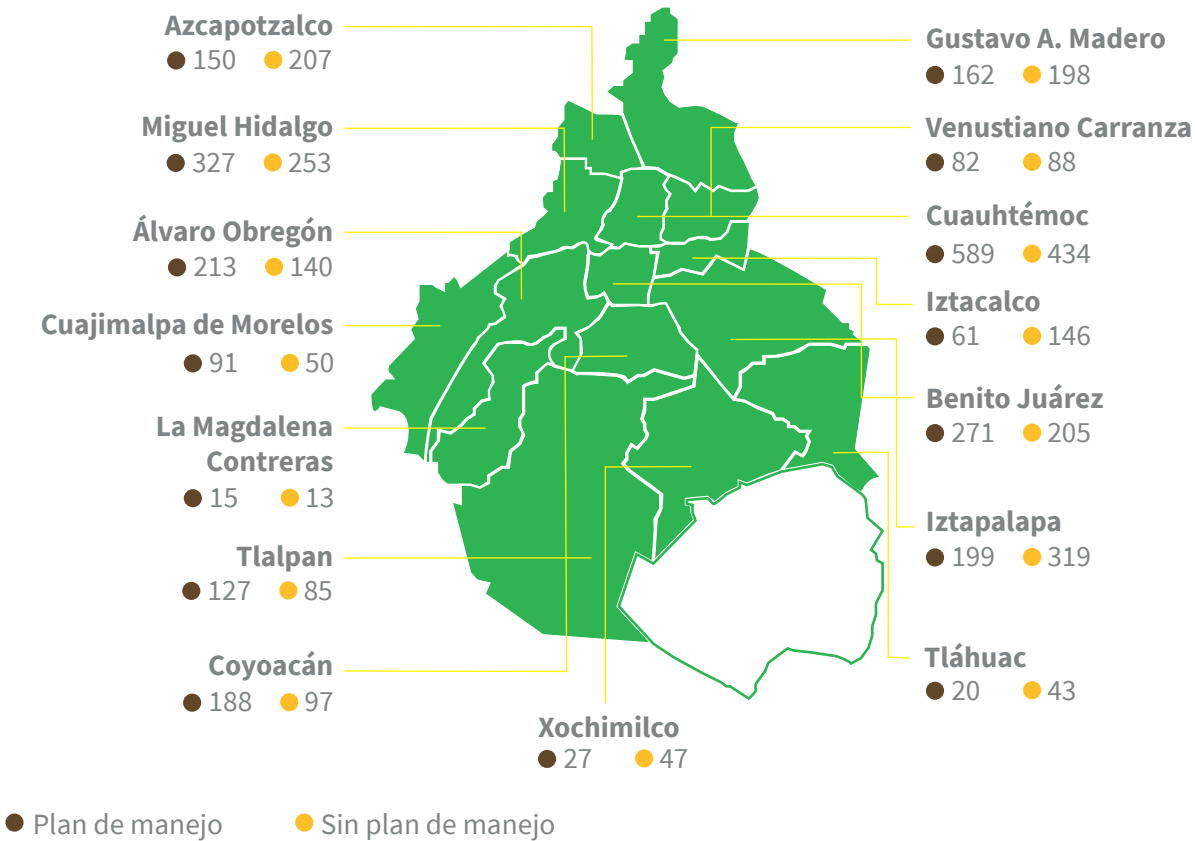 Azcapotzalco
150 207
Miguel Hidalgo
327 253
Álvaro Obregón
213 140
Cuajimalpa de Morelos
91 50
La Magdalena
Contreras
15 13
Tlalpan
127 85
Coyoacán
188 97
Xochimilco
27 47
Gustavo A. Madero
162 198
Venustiano Carranza
82 88
Cuauhtémoc
589 434
Iztacalco
61 146
Benito Juárez
271 205
Iztapalapa
199 319
Tláhuac
20 43
Plan de manejo Sin plan de manejo